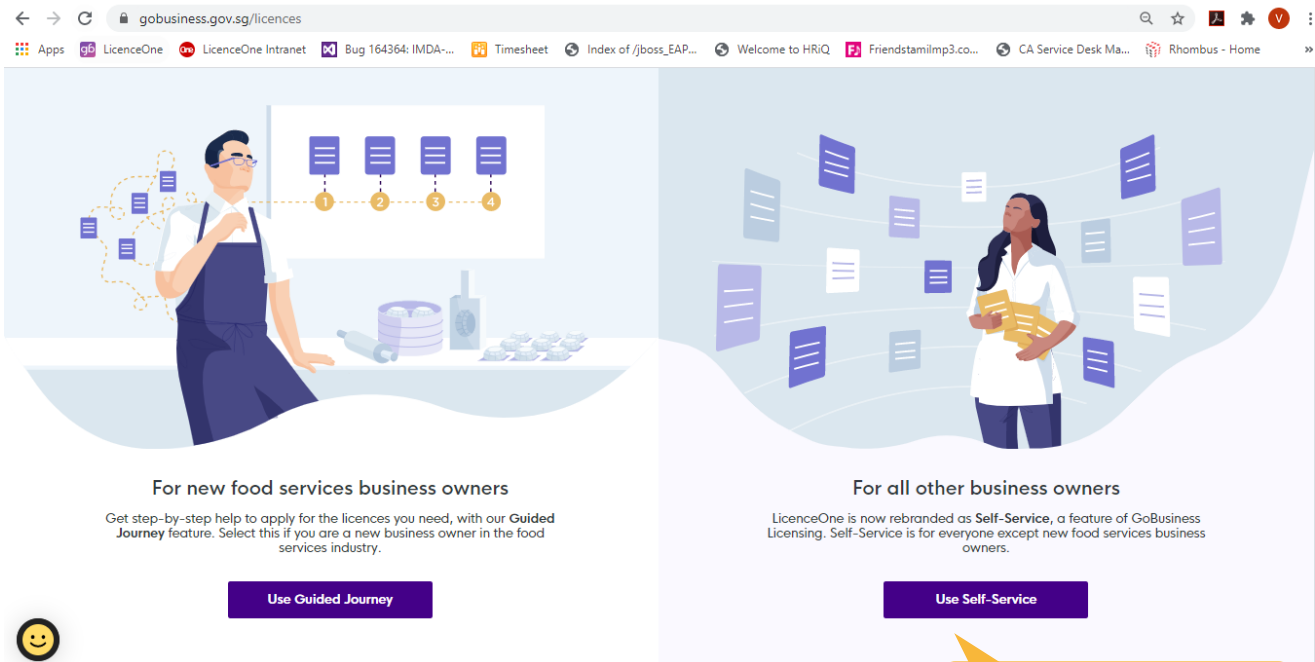 gobusiness.gov.sg/licences
V
Apps gb LicenceOne One LicenceOne Intranet Bug 164364: IMDA-... Timesheet Index of /jboss_EAP... Welcome to HRiQ Friendstamilmp3.co... CA Service Desk Ma... Rhombus - Home »
1 2 3 4
For new food services business owners
Get step-by-step help to apply for the licences you need, with our Guided
Journey feature. Select this if you are a new business owner in the food
services industry.
Use Guided Journey
For all other business owners
LicenceOne is now rebranded as Self-Service, a feature of GoBusiness
Licensing. Self-Service is for everyone except new food services business
owners.
Use Self-Service